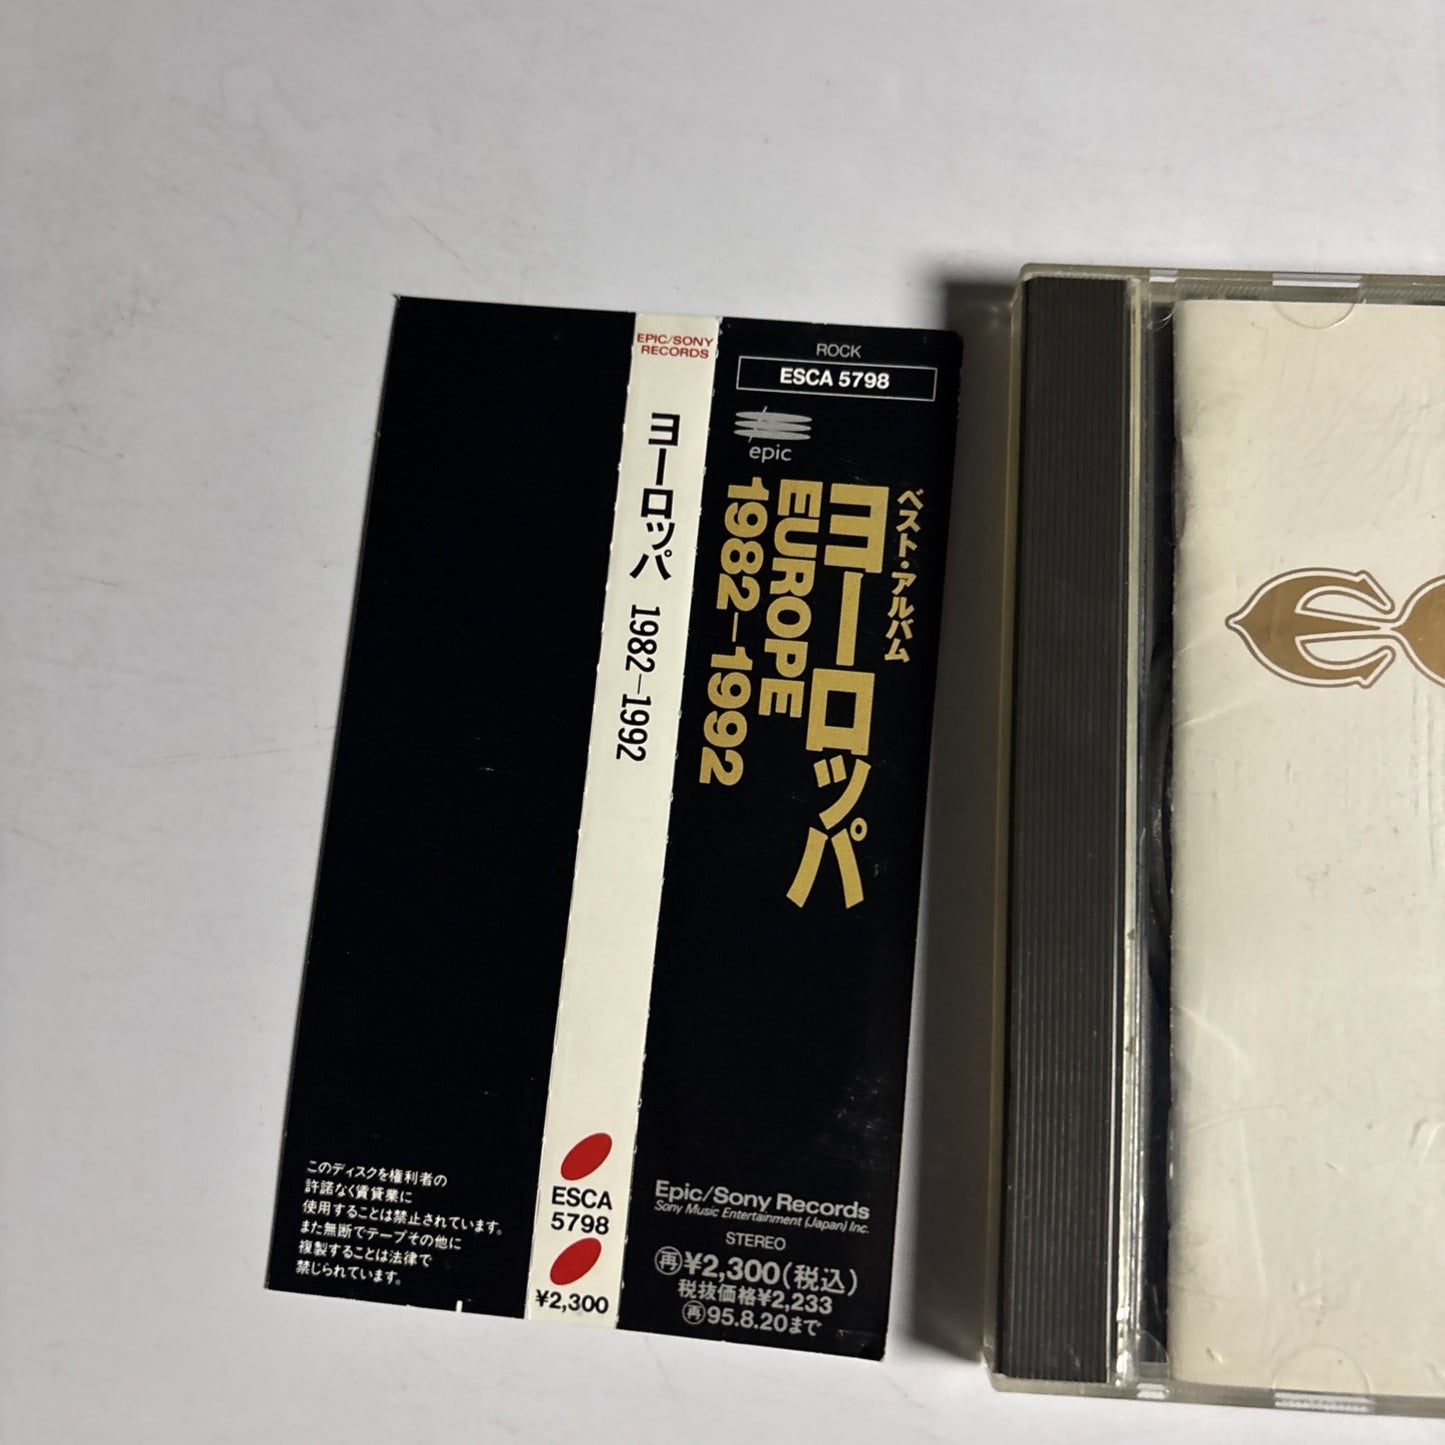 このディスクを権利者の
許諾なく賃貸業に
使用することは禁止されています。
また無断でテープその他に
複製することは法律で
禁じられています。
EPIC/SONY
RECORDS
ヨーロッパ 1982–1992
ESCA
5798
¥2,300
ROCK
ESCA 5798
epic
ベスト・アルバム
ヨーロッパ
EUROPE
1982–1992
Epic/Sony Records
Sony Music Entertainment (Japan) Inc.
STEREO
再¥2,300(税込)
税抜価格¥2,233
再95.8.20まで